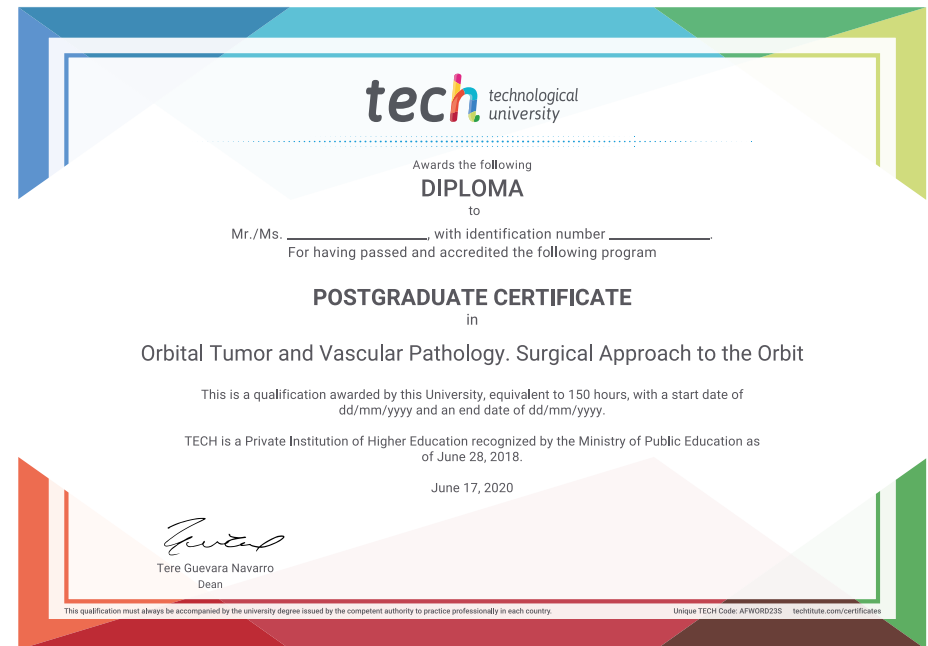 tech technological
university
Awards the following
DIPLOMA
to
Mr./Ms. ____________________, with identification number ______________.
For having passed and accredited the following program
POSTGRADUATE CERTIFICATE
in
Orbital Tumor and Vascular Pathology. Surgical Approach to the Orbit
This is a qualification awarded by this University, equivalent to 150 hours, with a start date of
dd/mm/yyyy and an end date of dd/mm/yyyy.
TECH is a Private Institution of Higher Education recognized by the Ministry of Public Education as
of June 28, 2018.
June 17, 2020
Tere Guevara Navarro
Dean
This qualification must always be accompanied by the university degree issued by the competent authority to practice professionally in each country.
Unique TECH Code: AFWORD23S techtitute.com/certificates